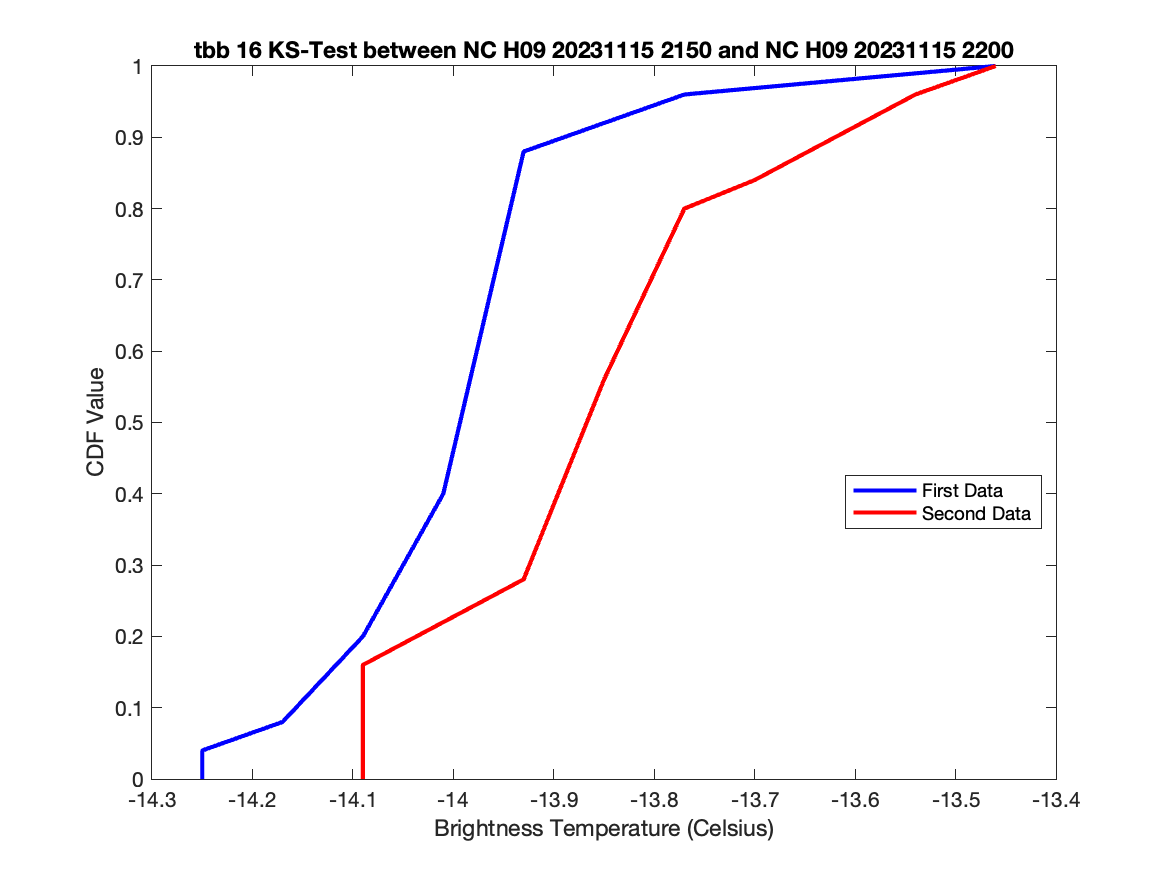 tbb 16 KS-Test between NC H09 20231115 2150 and NC H09 20231115 2200
1
0.9
0.8
0.7
0.6
0.5
0.4
0.3
0.2
0.1
0
CDF Value
First Data
Second Data
-14.3 -14.2 -14.1 -14 -13.9 -13.8 -13.7 -13.6 -13.5 -13.4
Brightness Temperature (Celsius)